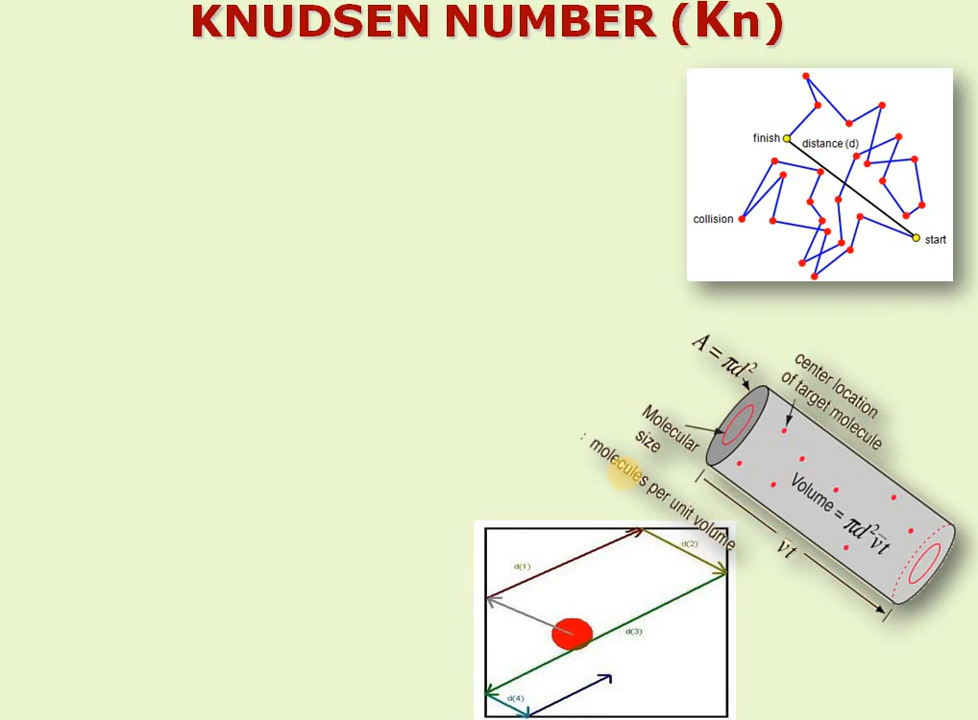 KNUDSEN NUMBER (Kn)
finish
distance (d)
collision
start
A = πd²
center location
of target molecule
Molecular
size
: molecules per unit volume
Volume = πd²v̄t
v̄t
d(1)
d(2)
d(3)
d(4)